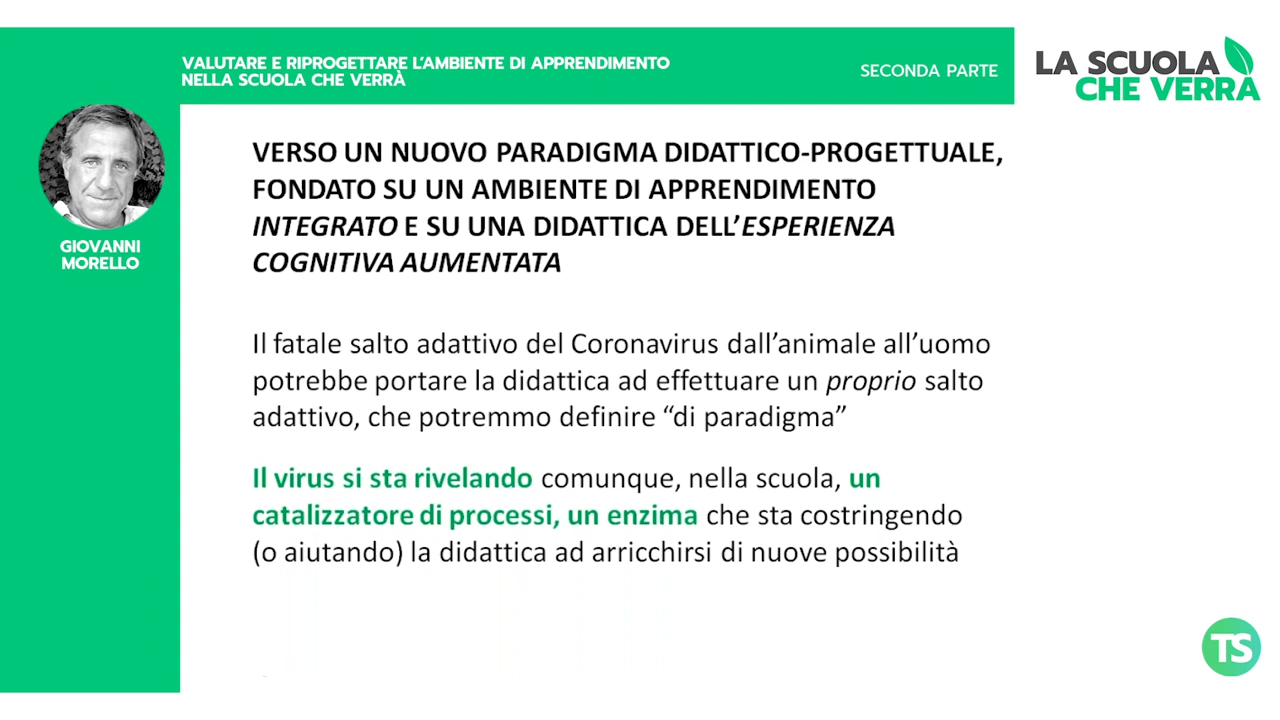 VALUTARE E RIPROGETTARE L'AMBIENTE DI APPRENDIMENTO
NELLA SCUOLA CHE VERRÀ
SECONDA PARTE
LA SCUOLA
CHE VERRÀ
GIOVANNI
MORELLO
VERSO UN NUOVO PARADIGMA DIDATTICO-PROGETTUALE,
FONDATO SU UN AMBIENTE DI APPRENDIMENTO
INTEGRATO E SU UNA DIDATTICA DELL'ESPERIENZA
COGNITIVA AUMENTATA
Il fatale salto adattivo del Coronavirus dall'animale all'uomo
potrebbe portare la didattica ad effettuare un proprio salto
adattivo, che potremmo definire “di paradigma”
Il virus si sta rivelando comunque, nella scuola, un
catalizzatore di processi, un enzima che sta costringendo
(o aiutando) la didattica ad arricchirsi di nuove possibilità
TS